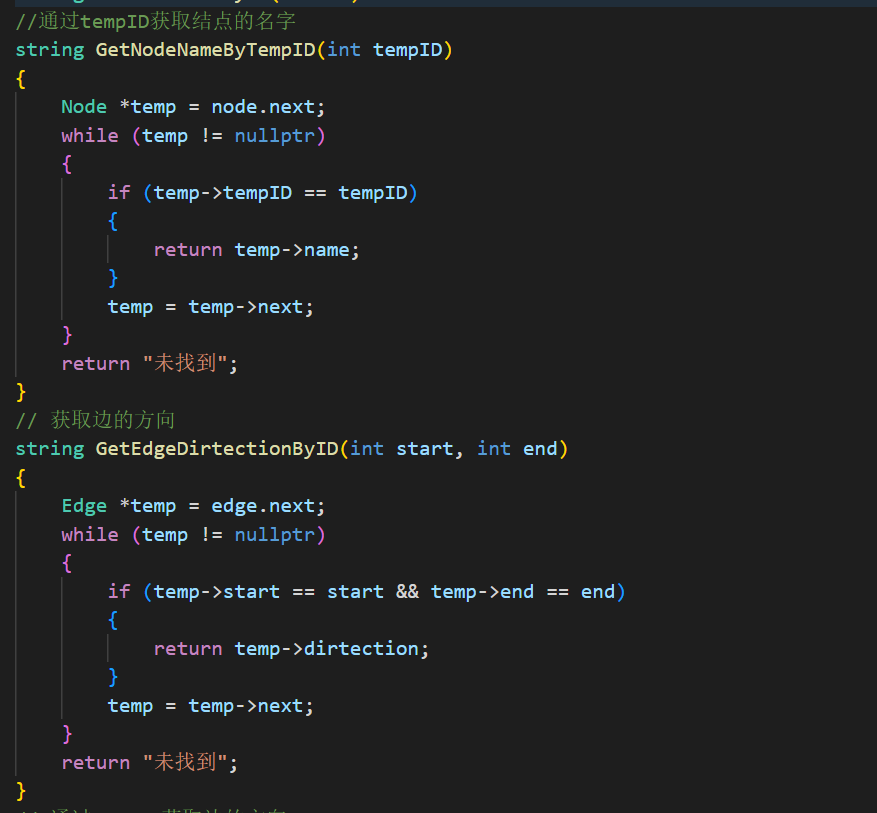 //通过tempID获取结点的名字
string GetNodeNameByTempID(int tempID)
{
    Node *temp = node.next;
    while (temp != nullptr)
    {
        if (temp->tempID == tempID)
        {
            return temp->name;
        }
        temp = temp->next;
    }
    return "未找到";
}
// 获取边的方向
string GetEdgeDirtectionByID(int start, int end)
{
    Edge *temp = edge.next;
    while (temp != nullptr)
    {
        if (temp->start == start && temp->end == end)
        {
            return temp->dirtection;
        }
        temp = temp->next;
    }
    return "未找到";
}